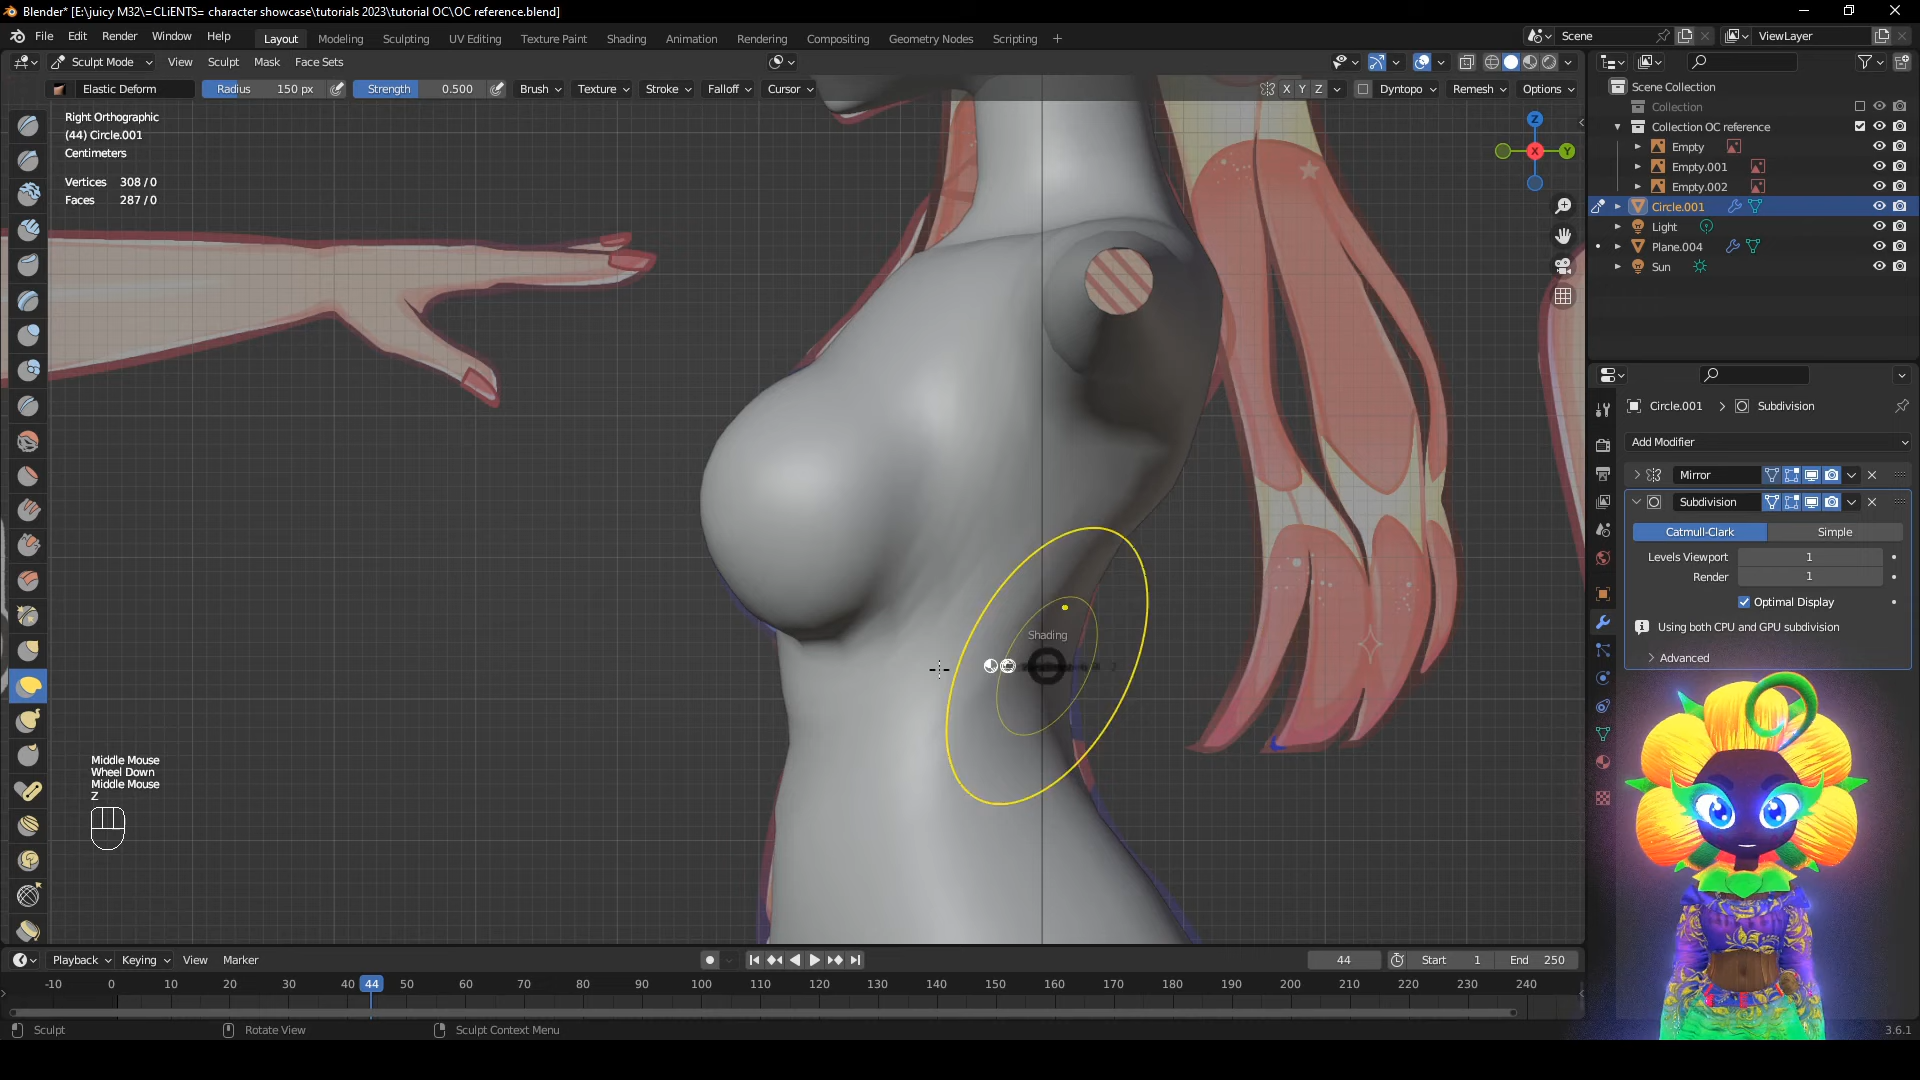 Blender* [E:\juicy M32\=CLiENTS= character showcase\tutorials 2023\tutorial OC\OC reference.blend]
File Edit Render Window Help
Layout Modeling Sculpting UV Editing Texture Paint Shading Animation Rendering Compositing Geometry Nodes Scripting +
Scene
ViewLayer
Sculpt Mode View Sculpt Mask Face Sets
Elastic Deform Radius 150 px Strength 0.500 Brush Texture Stroke Falloff Cursor X Y Z Dyntopo Remesh Options
Right Orthographic
(44) Circle.001
Centimeters
Vertices 308/0
Faces 287/0
Z
Y
X
Scene Collection
Collection
Collection OC reference
Empty
Empty.001
Empty.002
Circle.001
Light
Plane.004
Sun
Circle.001 > Subdivision
Add Modifier
Mirror
Subdivision
Catmull-Clark Simple
Levels Viewport 1
Render 1
Optimal Display
Using both CPU and GPU subdivision
Advanced
Shading
Middle Mouse
Wheel Down
Middle Mouse
Z
Playback Keying View Marker
44 Start 1 End 250
-10 0 10 20 30 40 44 50 60 70 80 90 100 110 120 130 140 150 160 170 180 190 200 210 220 230 240
Sculpt Rotate View Sculpt Context Menu
3.6.1